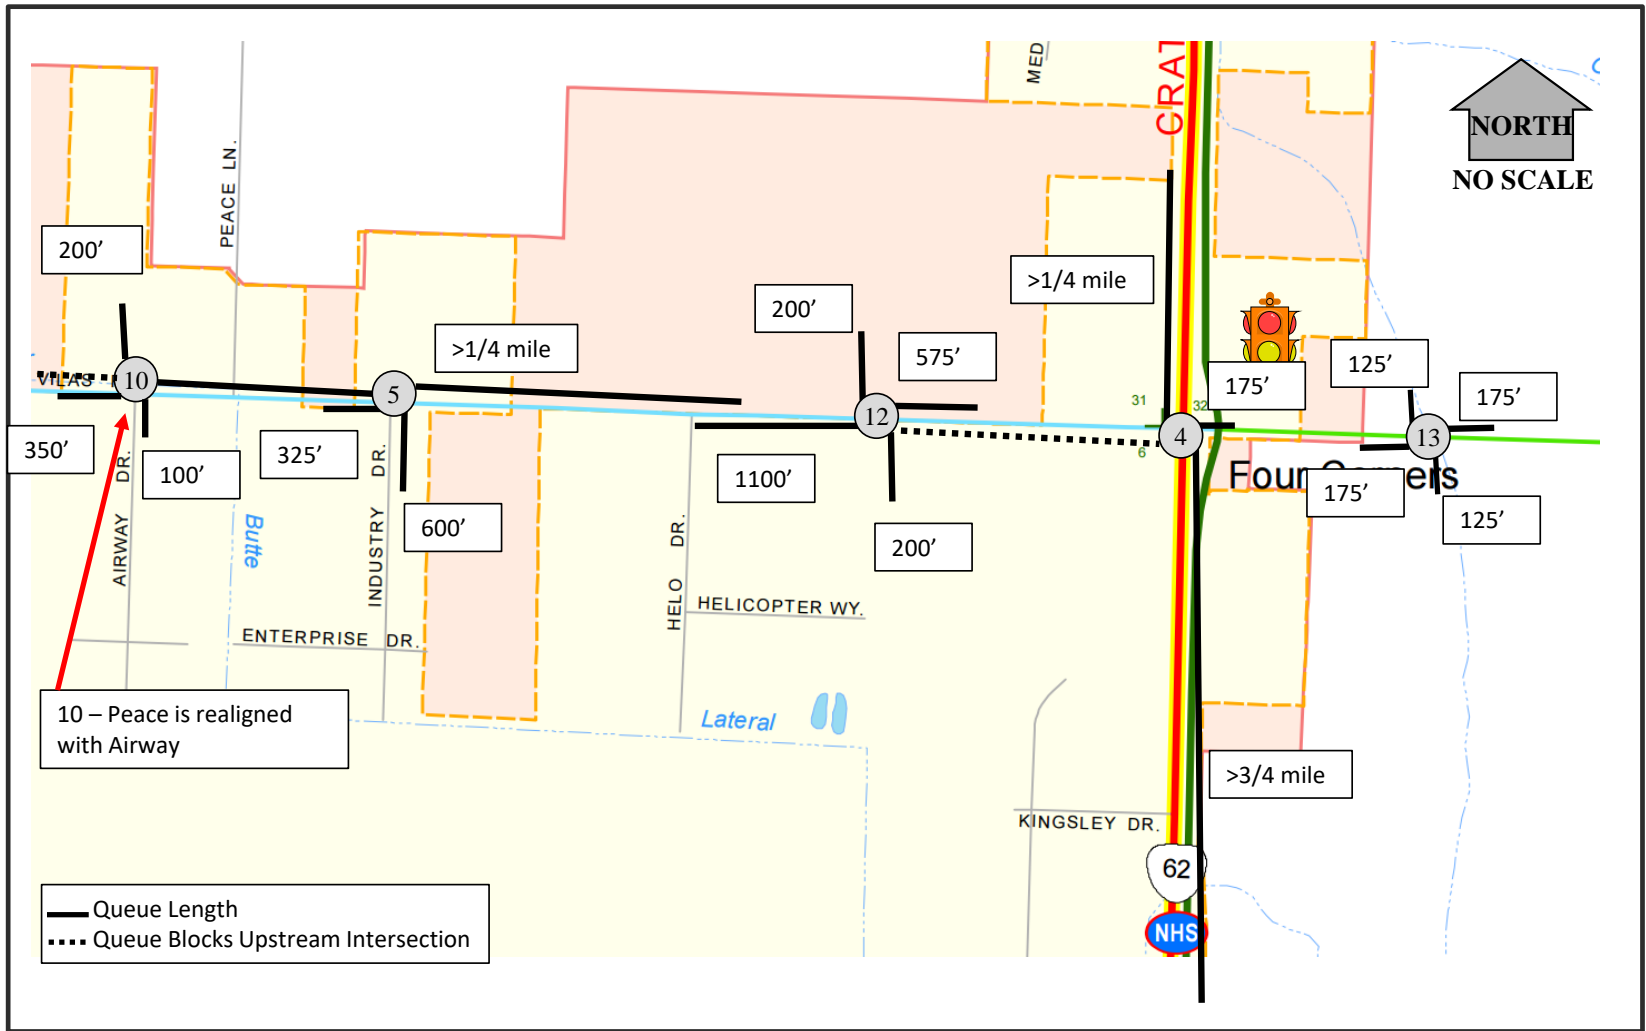 MED
CRAT
NORTH
NO SCALE
PEACE LN.
200’
>1/4 mile
200’
575’
>1/4 mile
125’
175’
175’
31
32
6
VILAS
10
5
12
4
13
350’
100’
325’
600’
1100’
200’
Four Corners
175’
125’
AIRWAY DR.
Butte
INDUSTRY DR.
HELO DR.
HELICOPTER WY.
ENTERPRISE DR.
10 – Peace is realigned
with Airway
Lateral
>3/4 mile
KINGSLEY DR.
62
NHS
Queue Length
Queue Blocks Upstream Intersection